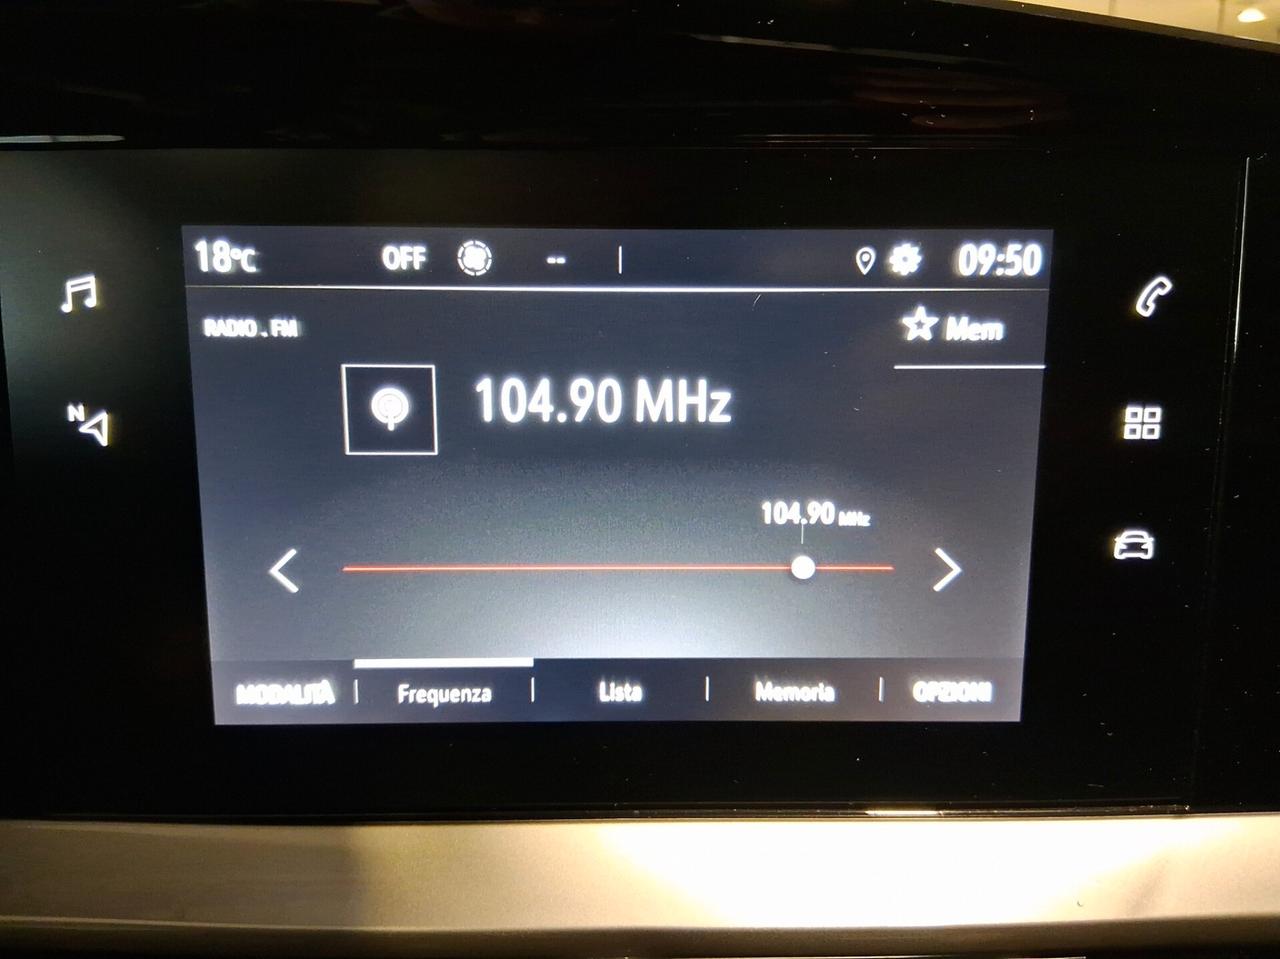 18°C OFF -- 09:50
RADIO . FM
Mem
104.90 MHz
104.90 MHz
N
MODALITÀ Frequenza Lista Memoria OPZIONI